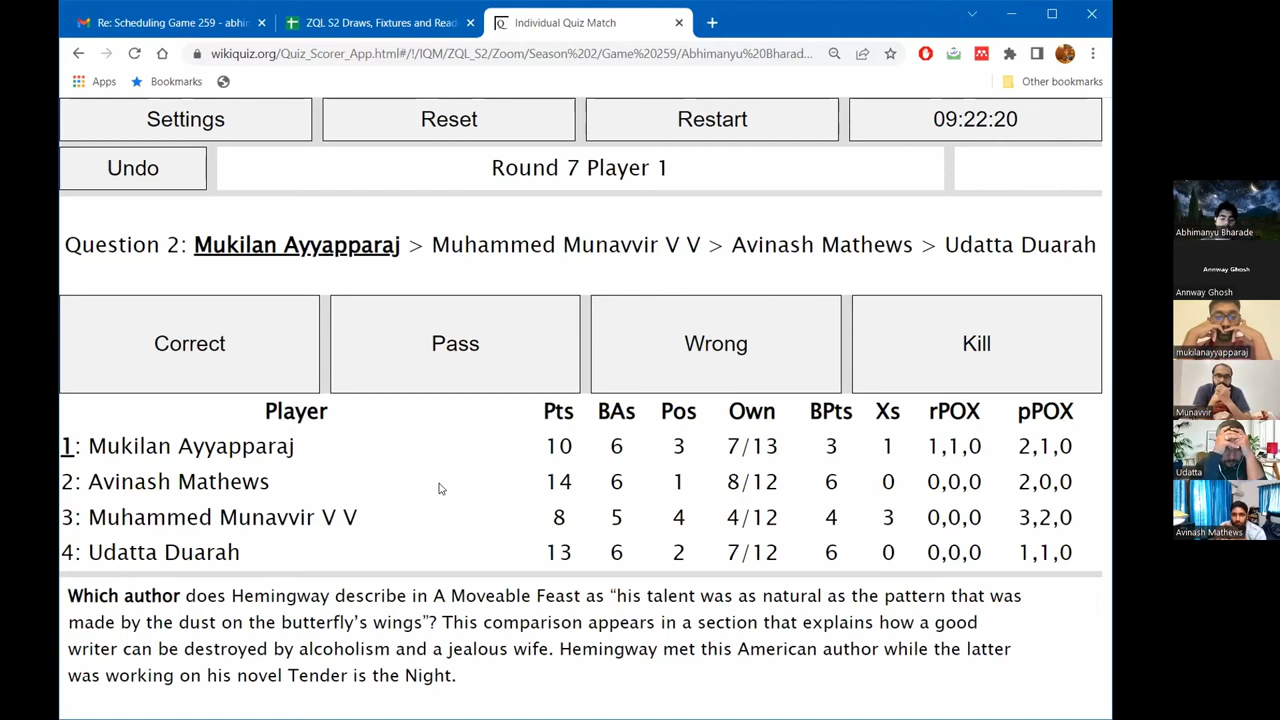 Re: Scheduling Game 259 - abhin
ZQL S2 Draws, Fixtures and Read
Individual Quiz Match
wikiquiz.org/Quiz_Scorer_App.html#/!/IQM/ZQL_S2/Zoom/Season%202/Game%20259/Abhimanyu%20Bharad...
Apps
Bookmarks
Other bookmarks
Settings
Reset
Restart
09:22:20
Undo
Round 7 Player 1
Question 2: Mukilan Ayyapparaj > Muhammed Munavvir V V > Avinash Mathews > Udatta Duarah
Correct
Pass
Wrong
Kill
Player Pts BAs Pos Own BPts Xs rPOX pPOX
1: Mukilan Ayyapparaj 10 6 3 7/13 3 1 1,1,0 2,1,0
2: Avinash Mathews 14 6 1 8/12 6 0 0,0,0 2,0,0
3: Muhammed Munavvir V V 8 5 4 4/12 4 3 0,0,0 3,2,0
4: Udatta Duarah 13 6 2 7/12 6 0 0,0,0 1,1,0
Which author does Hemingway describe in A Moveable Feast as “his talent was as natural as the pattern that was
made by the dust on the butterfly’s wings”? This comparison appears in a section that explains how a good
writer can be destroyed by alcoholism and a jealous wife. Hemingway met this American author while the latter
was working on his novel Tender is the Night.
Abhimanyu Bharade
Annway Ghosh
Annway Ghosh
mukilanayyapparaj
Munavvir
Udatta
Avinash Mathews